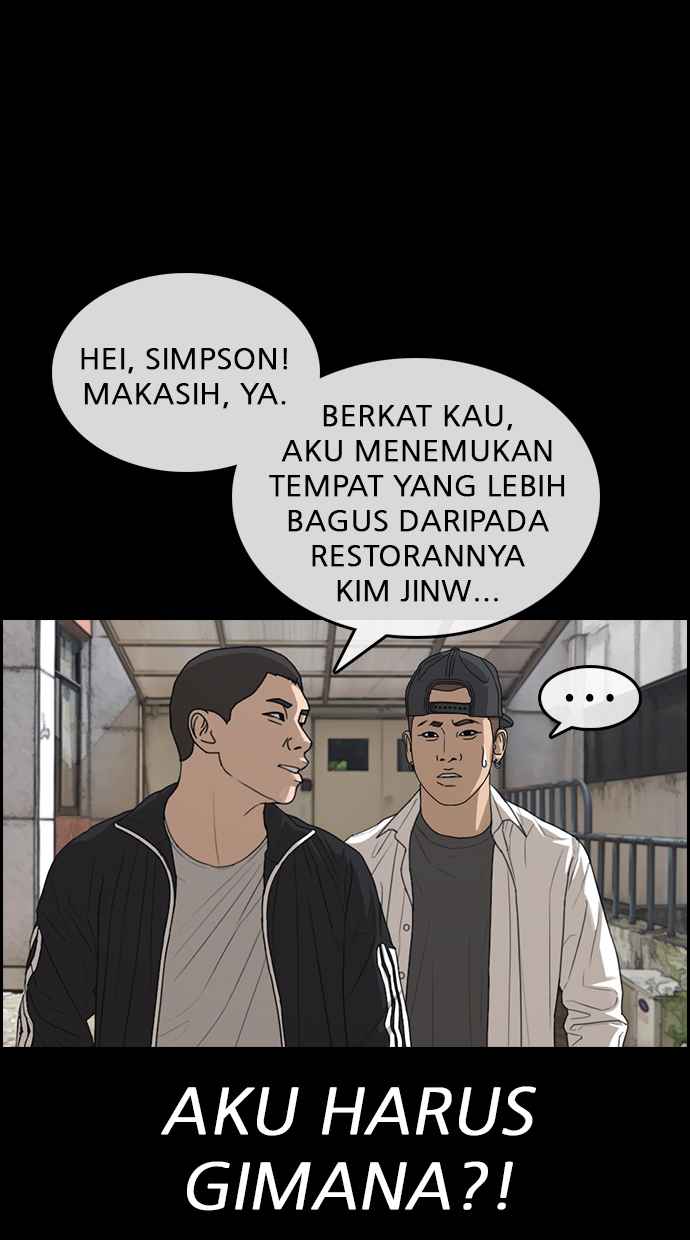 HEI, SIMPSON!
MAKASIH, YA.
BERKAT KAU,
AKU MENEMUKAN
TEMPAT YANG LEBIH
BAGUS DARIPADA
RESTORANNYA
KIM JINW...
...
AKU HARUS
GIMANA?!